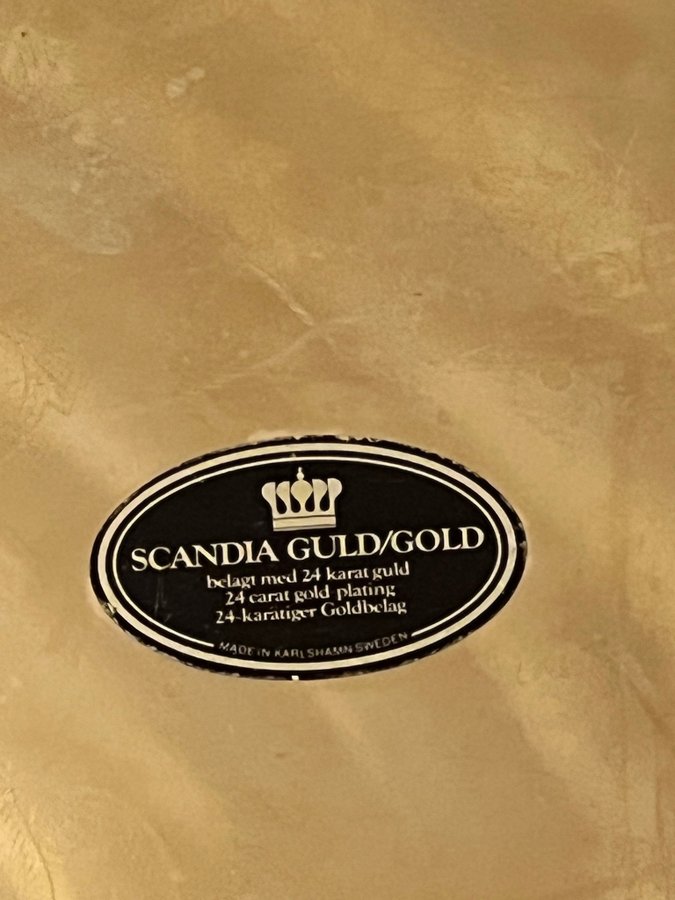 SCANDIA GULD/GOLD
belagt med 24 karat guld
24 carat gold-plating
24-karätiger Goldbelag
MADE IN KARLSHAMN SWEDEN